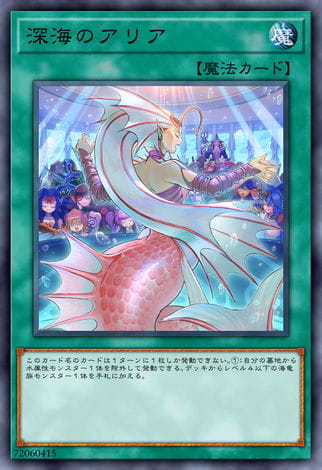 深海のアリア
魔
【魔法カード】
このカード名のカードは１ターンに１枚しか発動できない。①：自分の墓地から
水属性モンスター１体を除外して発動できる。デッキからレベル４以下の海竜
族モンスター１体を手札に加える。
72060415